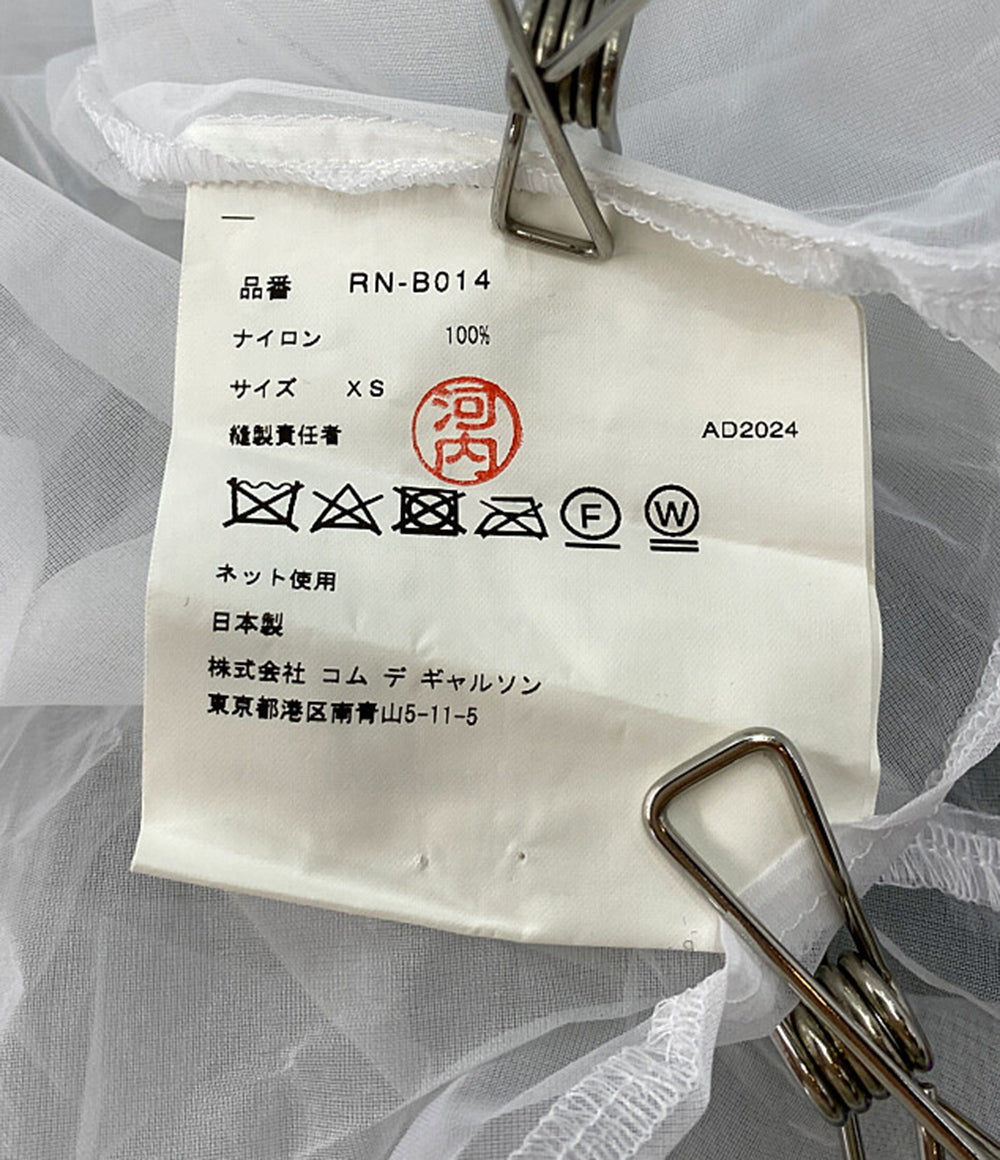 品番 RN-B014
ナイロン 100%
サイズ XS
縫製責任者 河内 AD2024
F W
ネット使用
日本製
株式会社 コム デ ギャルソン
東京都港区南青山5-11-5